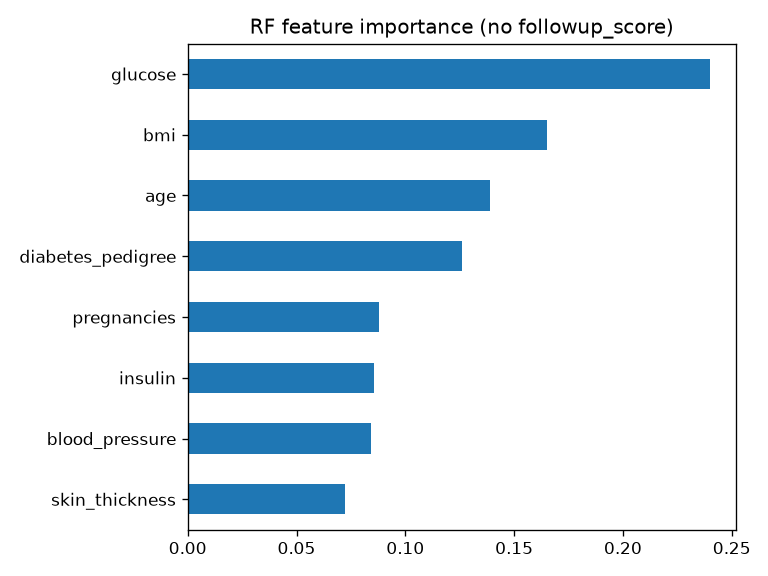 RF feature importance (no followup_score)
glucose
bmi
age
diabetes_pedigree
pregnancies
insulin
blood_pressure
skin_thickness
0.00 0.05 0.10 0.15 0.20 0.25